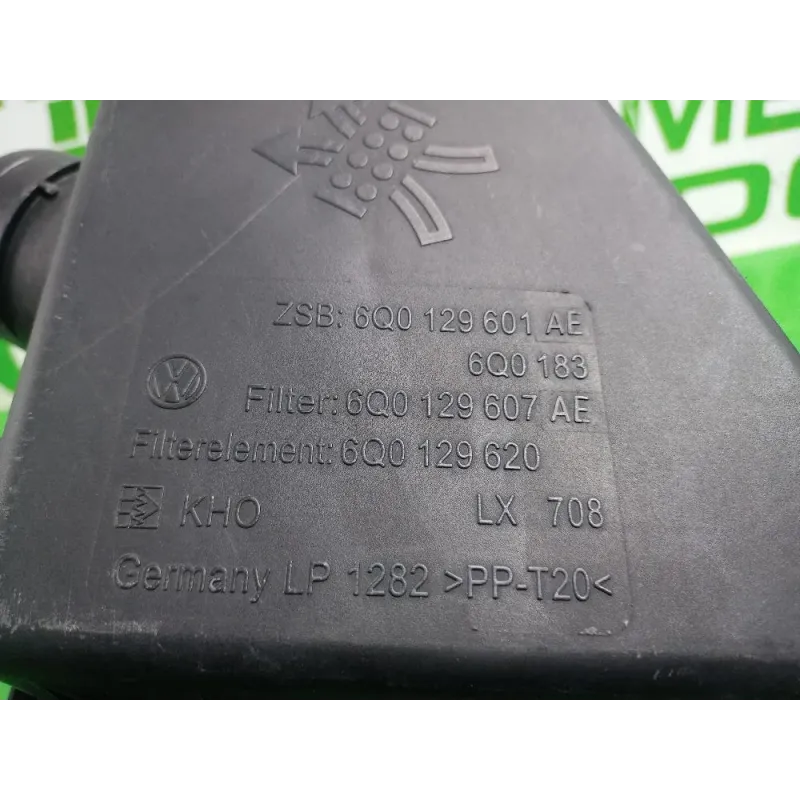 ZSB: 6Q0 129 601 AE
6Q0 183
Filter: 6Q0 129 607 AE
Filterelement: 6Q0 129 620
KHO LX 708
Germany LP 1282 >PP-T20<